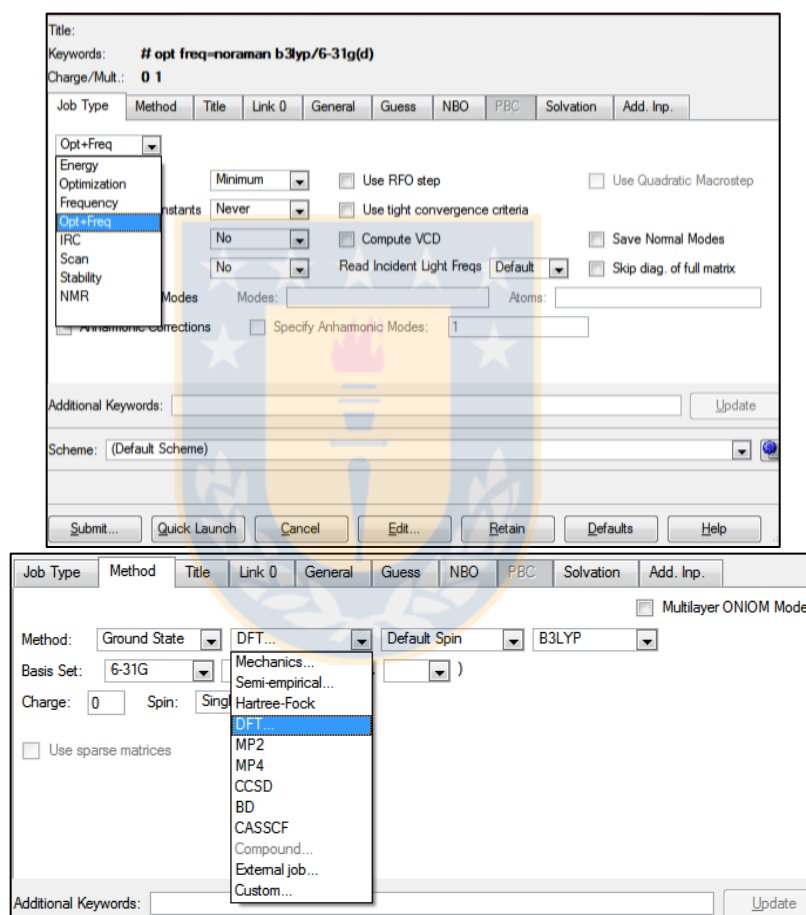 Title:
Keywords: # opt freq=noraman b3lyp/6-31g(d)
Charge/Mult.: 0 1
Job Type Method Title Link 0 General Guess NBO PBC Solvation Add. Inp.
Opt+Freq
Energy
Optimization Minimum Use RFO step Use Quadratic Macrostep
Frequency nstants Never Use tight convergence criteria
Opt+Freq
IRC No Compute VCD Save Normal Modes
Scan No Read Incident Light Freqs Default Skip diag. of full matrix
Stability
NMR Modes Modes: Atoms:
Anharmonic Corrections Specify Anharmonic Modes: 1
Additional Keywords: Update
Scheme: (Default Scheme)
Submit... Quick Launch Cancel Edit... Retain Defaults Help
Job Type Method Title Link 0 General Guess NBO PBC Solvation Add. Inp.
Multilayer ONIOM Mode
Method: Ground State DFT... Default Spin B3LYP
Basis Set: 6-31G Mechanics... )
Semi-empirical...
Charge: 0 Spin: Singl Hartree-Fock
DFT...
Use sparse matrices MP2
MP4
CCSD
BD
CASSCF
Compound...
External job...
Custom...
Additional Keywords: Update